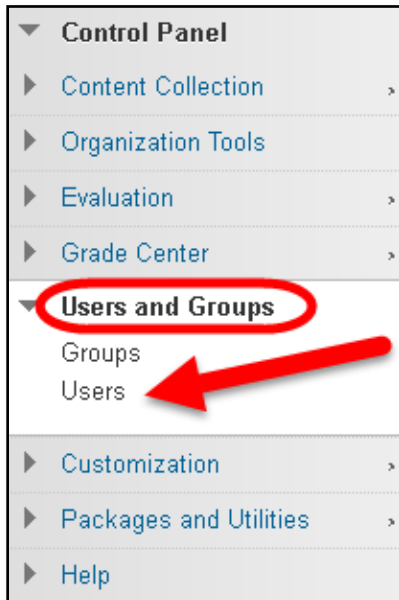 Control Panel
Content Collection
Organization Tools
Evaluation
Grade Center
Users and Groups
Groups
Users
Customization
Packages and Utilities
Help